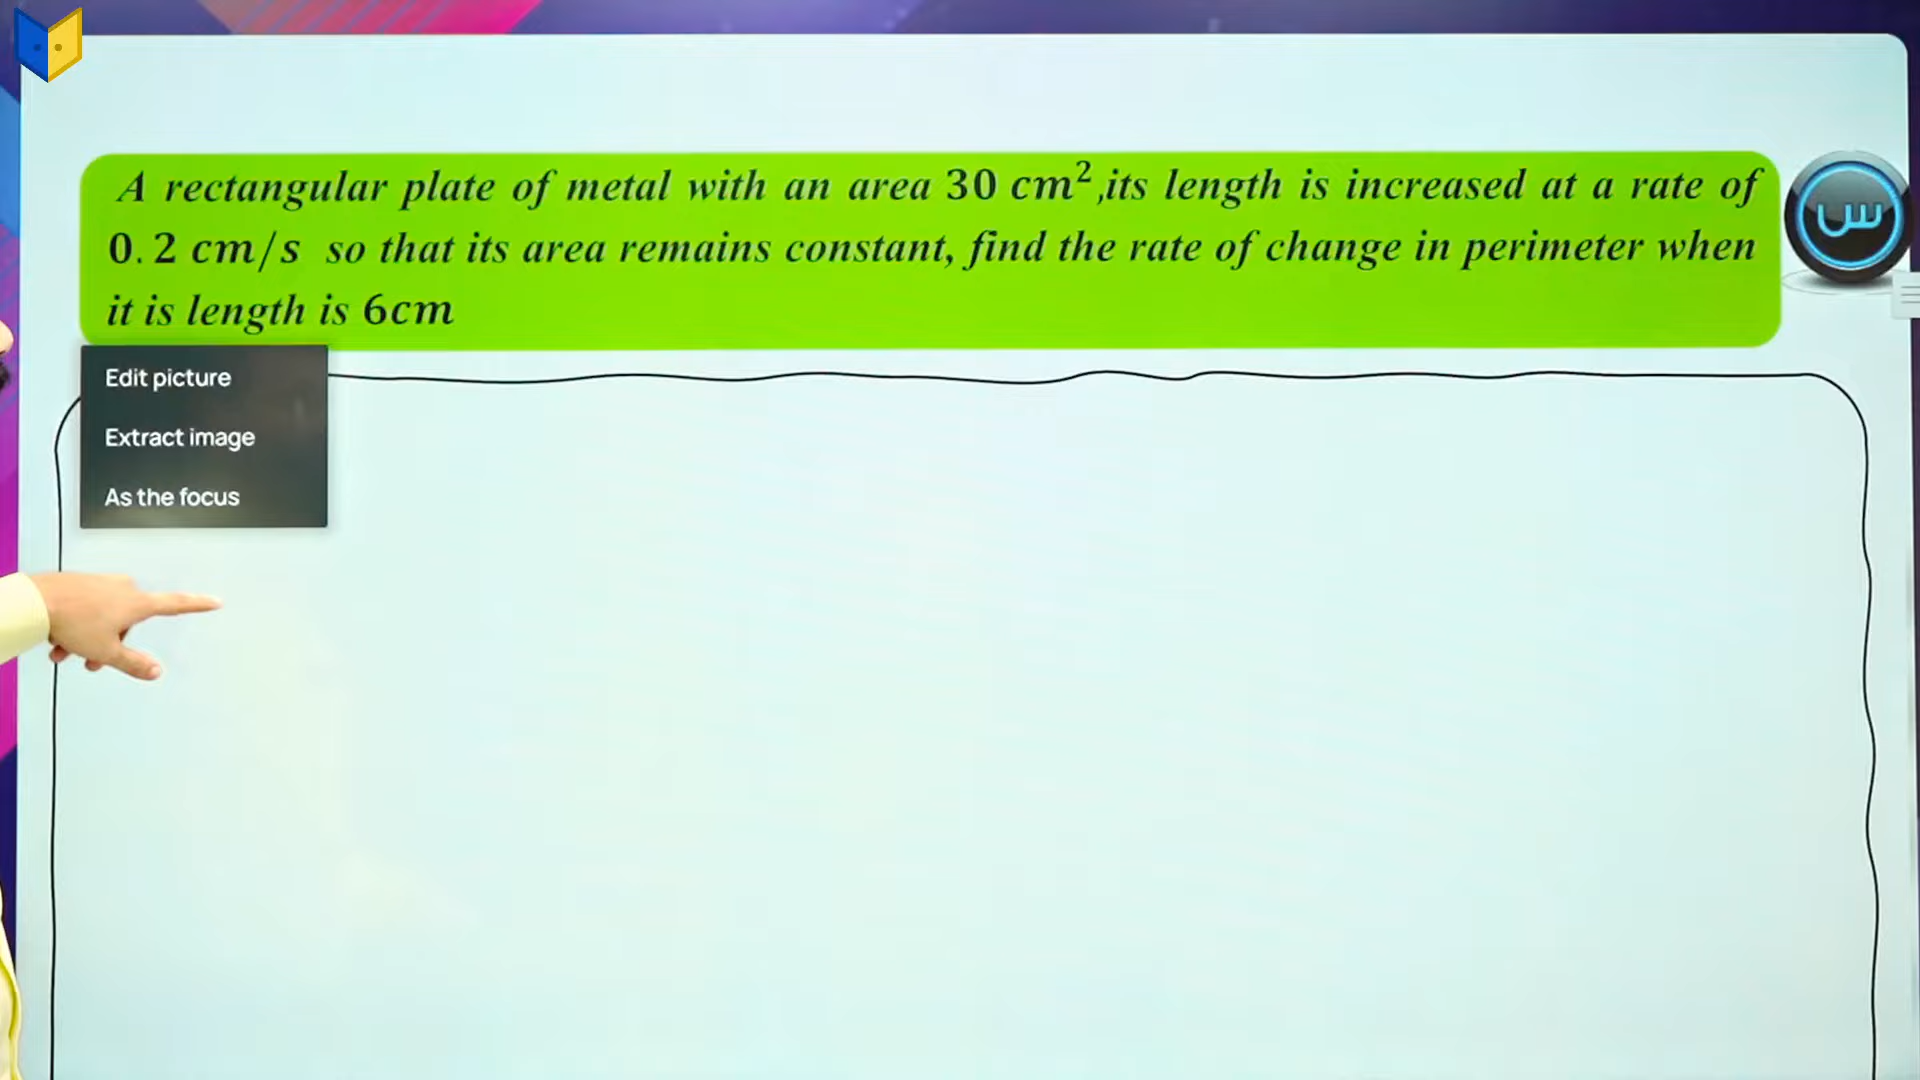 A rectangular plate of metal with an area 30 cm²,its length is increased at a rate of
0.2 cm/s so that its area remains constant, find the rate of change in perimeter when
it is length is 6cm
س
Edit picture
Extract image
As the focus